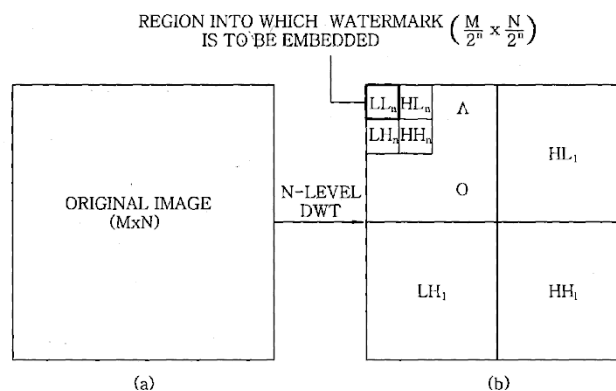 REGION INTO WHICH WATERMARK (M/2ⁿ x N/2ⁿ)
IS TO BE EMBEDDED
LLₙ HLₙ Λ
LHₙ HHₙ
HL₁
ORIGINAL IMAGE
(MxN)
N-LEVEL
DWT
O
LH₁ HH₁
(a) (b)